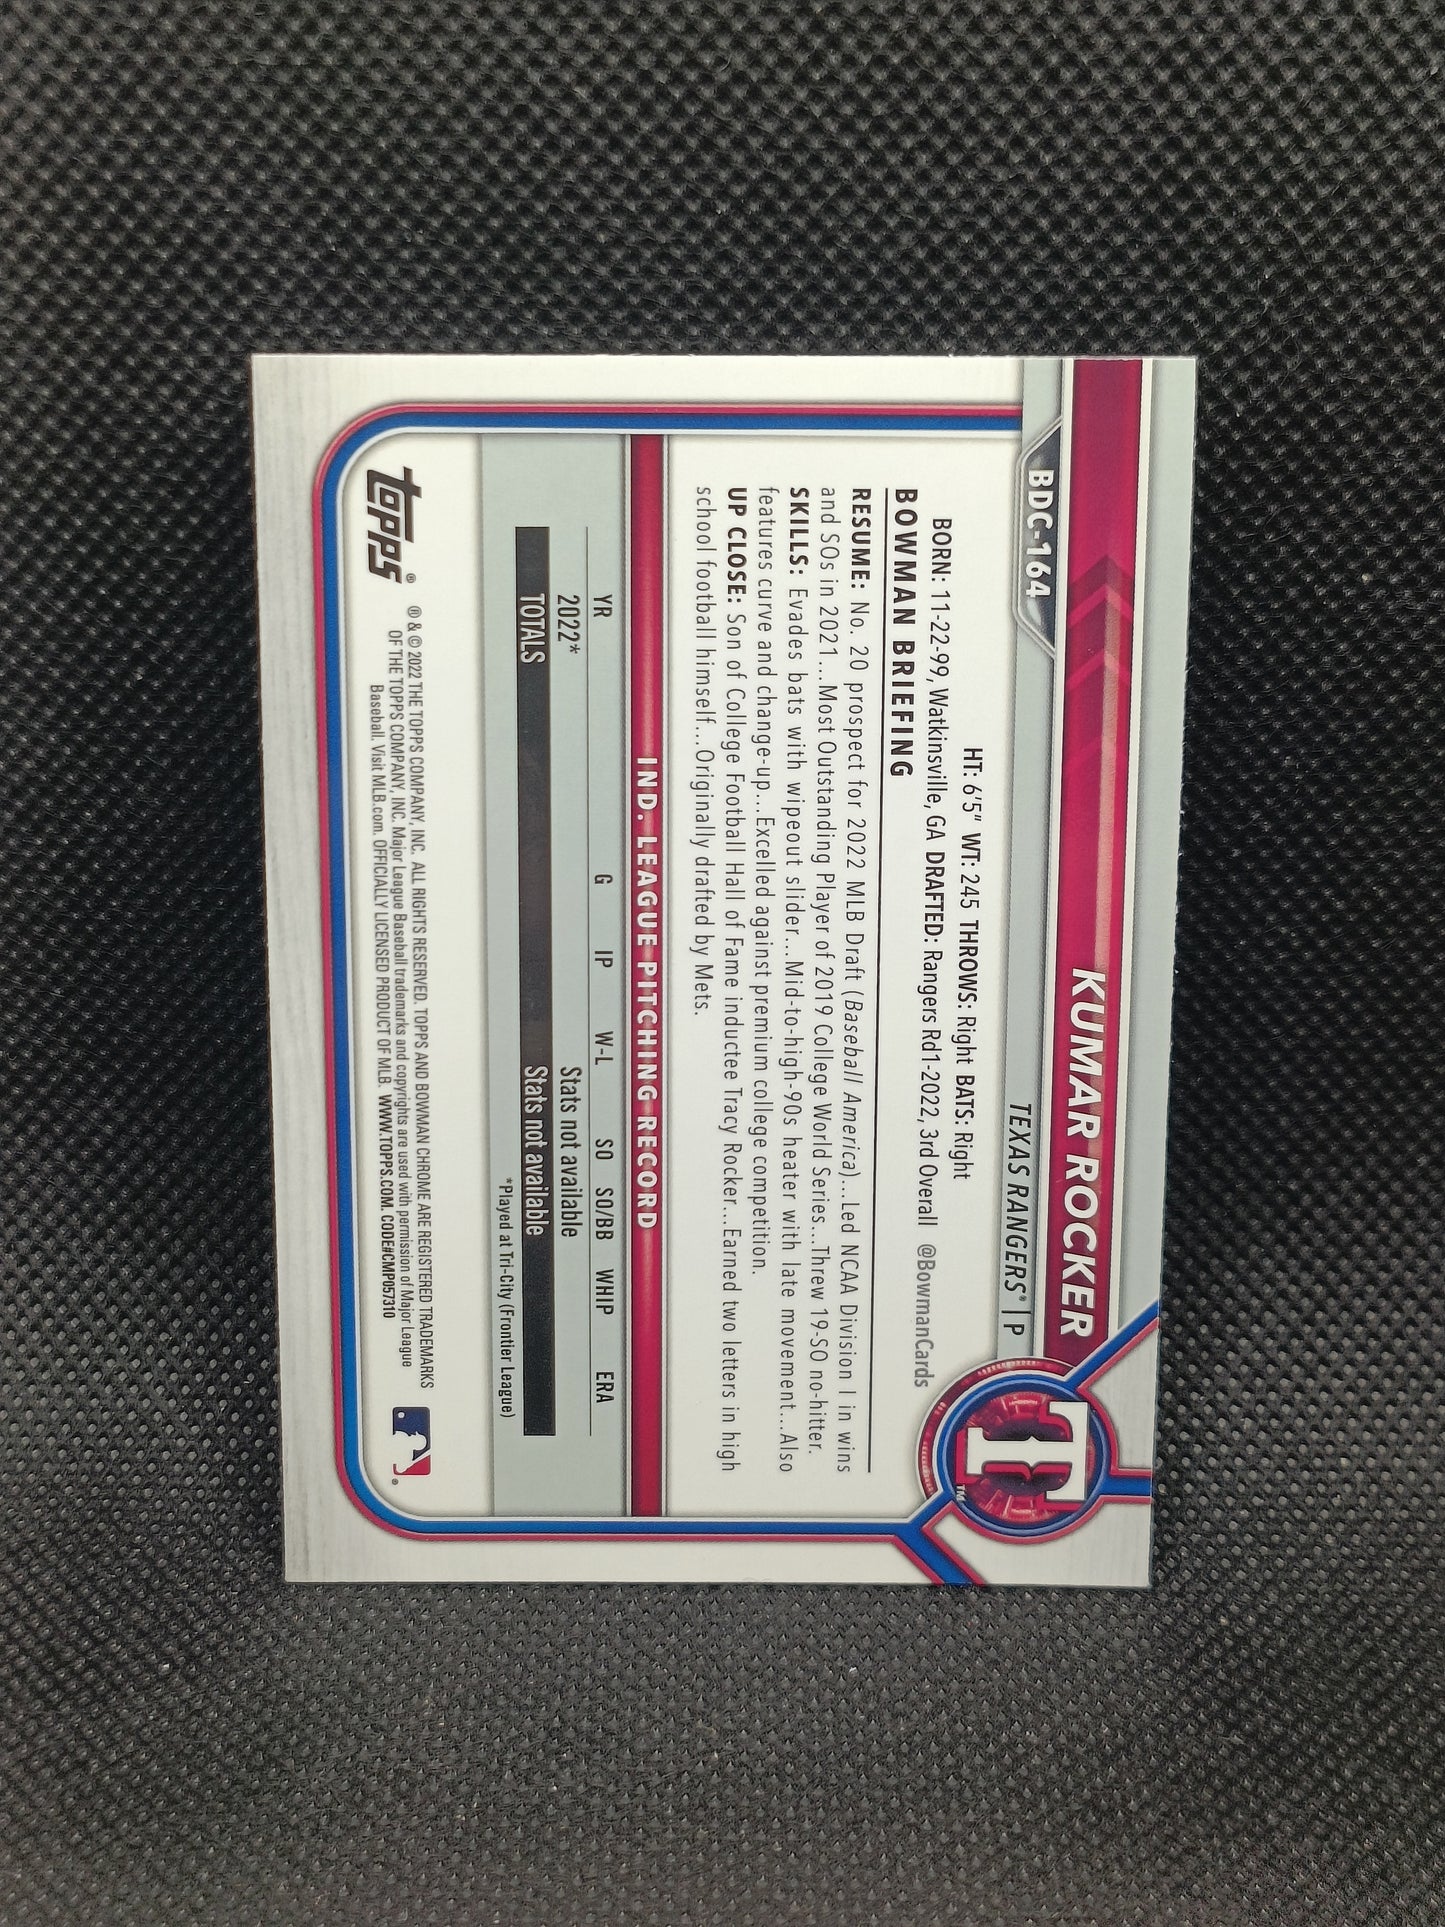 BDC-164
KUMAR ROCKER
TEXAS RANGERS® | P
T
TM
HT: 6'5" WT: 245 THROWS: Right BATS: Right
BORN: 11-22-99, Watkinsville, GA DRAFTED: Rangers Rd1-2022, 3rd Overall @BowmanCards
BOWMAN BRIEFING
RESUME: No. 20 prospect for 2022 MLB Draft (Baseball America)...Led NCAA Division I in wins
and SOs in 2021...Most Outstanding Player of 2019 College World Series...Threw 19-SO no-hitter.
SKILLS: Evades bats with wipeout slider...Mid-to-high-90s heater with late movement...Also
features curve and change-up...Excelled against premium college competition.
UP CLOSE: Son of College Football Hall of Fame inductee Tracy Rocker...Earned two letters in high
school football himself...Originally drafted by Mets.
IND. LEAGUE PITCHING RECORD
YR G IP W-L SO SO/BB WHIP ERA
2022* Stats not available
TOTALS Stats not available
*Played at Tri-City (Frontier League)
topps®
® & © 2022 THE TOPPS COMPANY, INC. ALL RIGHTS RESERVED. TOPPS AND BOWMAN CHROME ARE REGISTERED TRADEMARKS
OF THE TOPPS COMPANY, INC. Major League Baseball trademarks and copyrights are used with permission of Major League
Baseball. Visit MLB.com. OFFICIALLY LICENSED PRODUCT OF MLB. WWW.TOPPS.COM. CODE#CMP057310
®